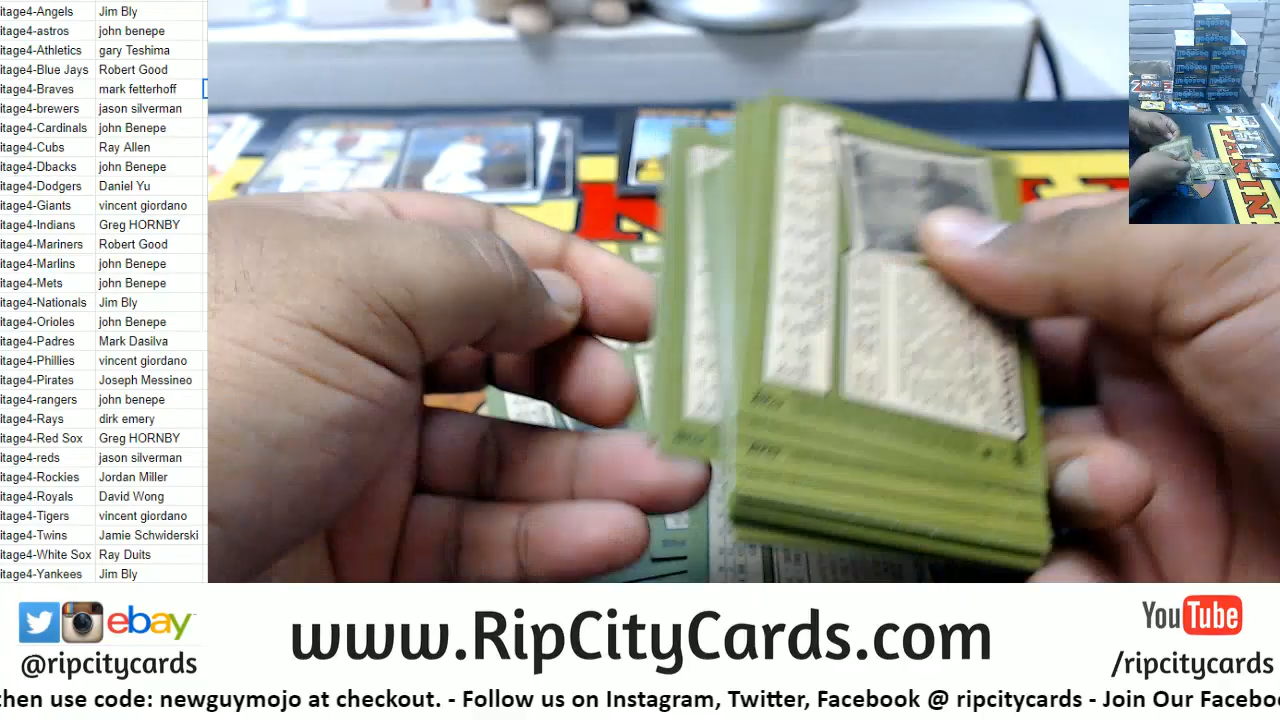 itage4-Angels Jim Bly
itage4-astros john benepe
itage4-Athletics gary Teshima
itage4-Blue Jays Robert Good
itage4-Braves mark fetterhoff
itage4-brewers jason silverman
itage4-Cardinals john Benepe
itage4-Cubs Ray Allen
itage4-Dbacks john Benepe
itage4-Dodgers Daniel Yu
itage4-Giants vincent giordano
itage4-Indians Greg HORNBY
itage4-Mariners Robert Good
itage4-Marlins john Benepe
itage4-Mets john Benepe
itage4-Nationals Jim Bly
itage4-Orioles john Benepe
itage4-Padres Mark Dasilva
itage4-Phillies vincent giordano
itage4-Pirates Joseph Messineo
itage4-rangers john benepe
itage4-Rays dirk emery
itage4-Red Sox Greg HORNBY
itage4-reds jason silverman
itage4-Rockies Jordan Miller
itage4-Royals David Wong
itage4-Tigers vincent giordano
itage4-Twins Jamie Schwiderski
itage4-White Sox Ray Duits
itage4-Yankees Jim Bly
ebay
@ripcitycards
www.RipCityCards.com
YouTube
/ripcitycards
then use code: newguymojo at checkout. - Follow us on Instagram, Twitter, Facebook @ ripcitycards - Join Our Faceboo